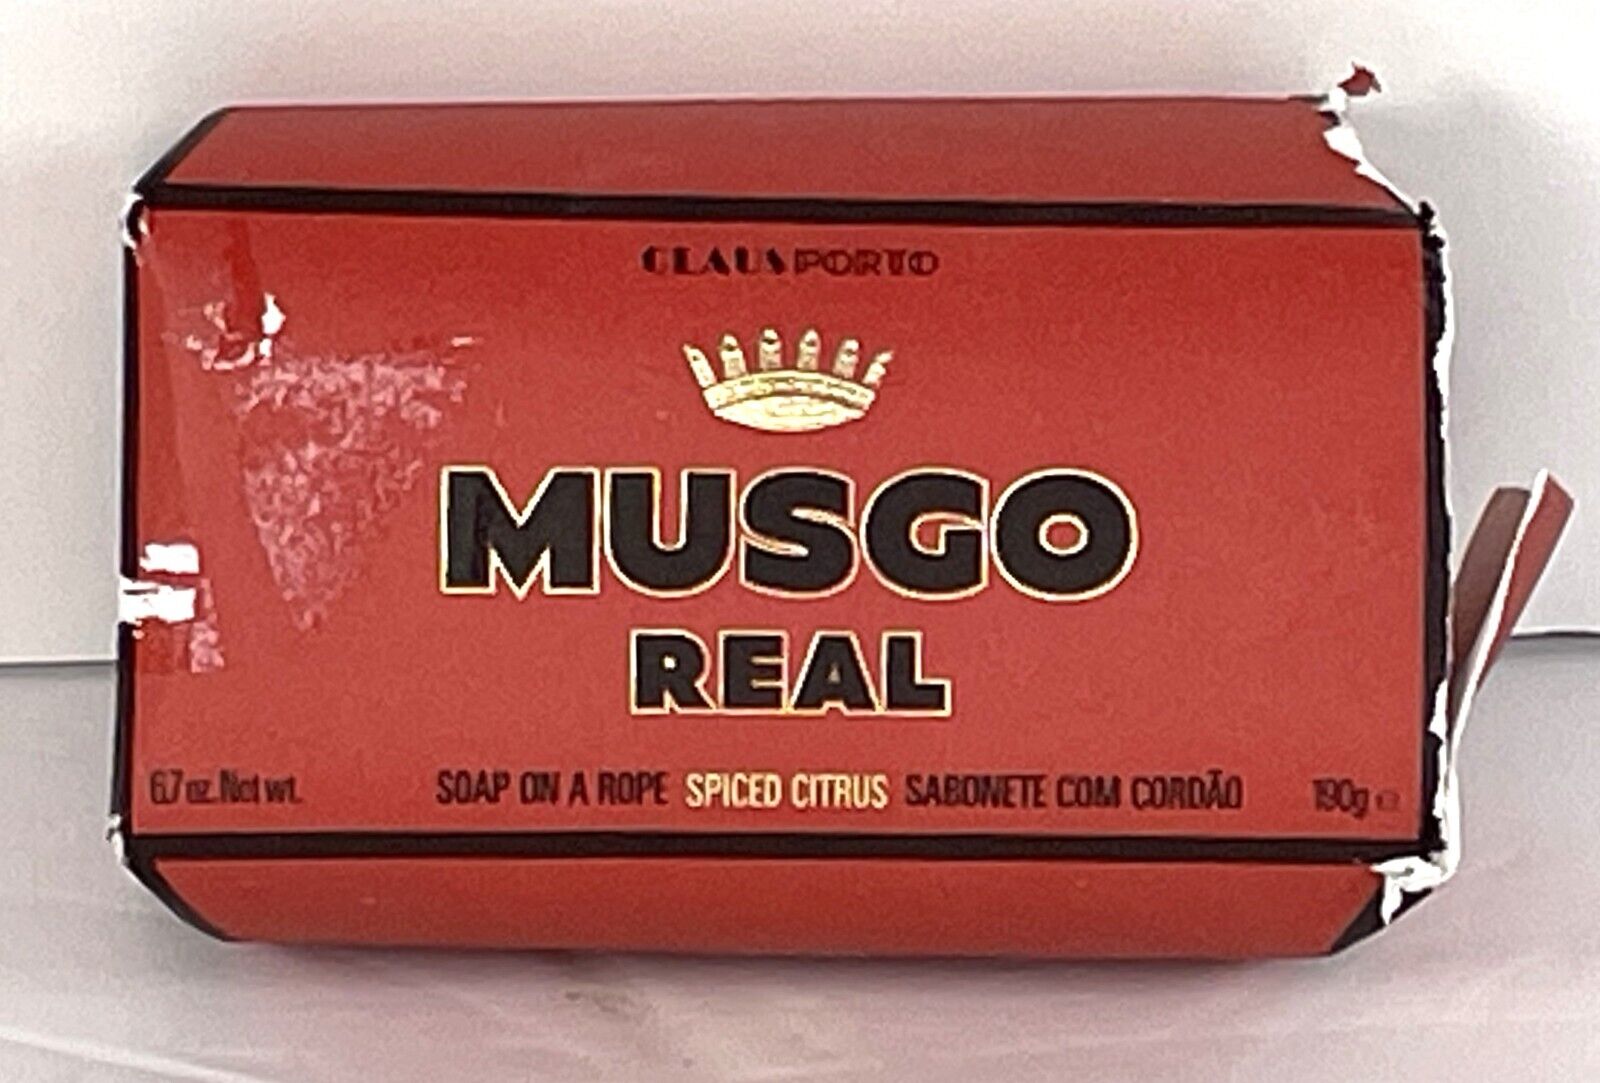 CLAUS PORTO
MUSGO
REAL
6.7 oz. Net wt. SOAP ON A ROPE SPICED CITRUS SABONETE COM CORDÃO 190g e